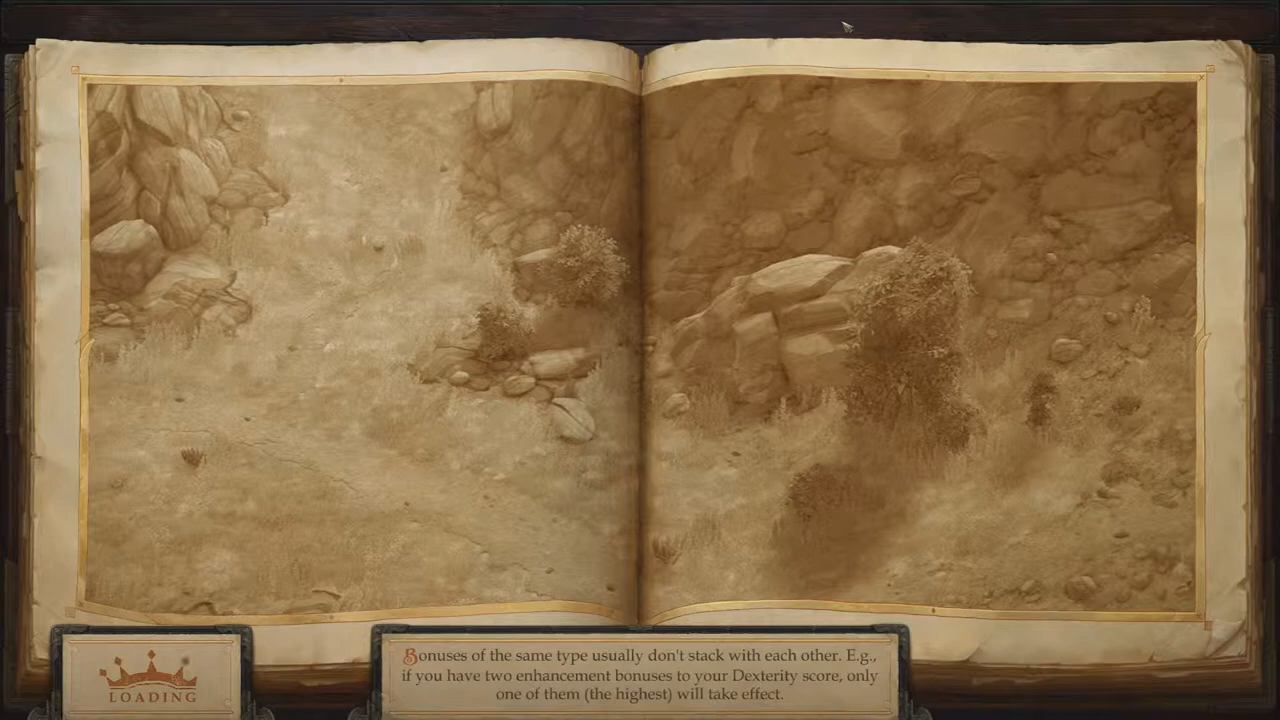 Bonuses of the same type usually don't stack with each other. E.g.,
if you have two enhancement bonuses to your Dexterity score, only
one of them (the highest) will take effect.
LOADING